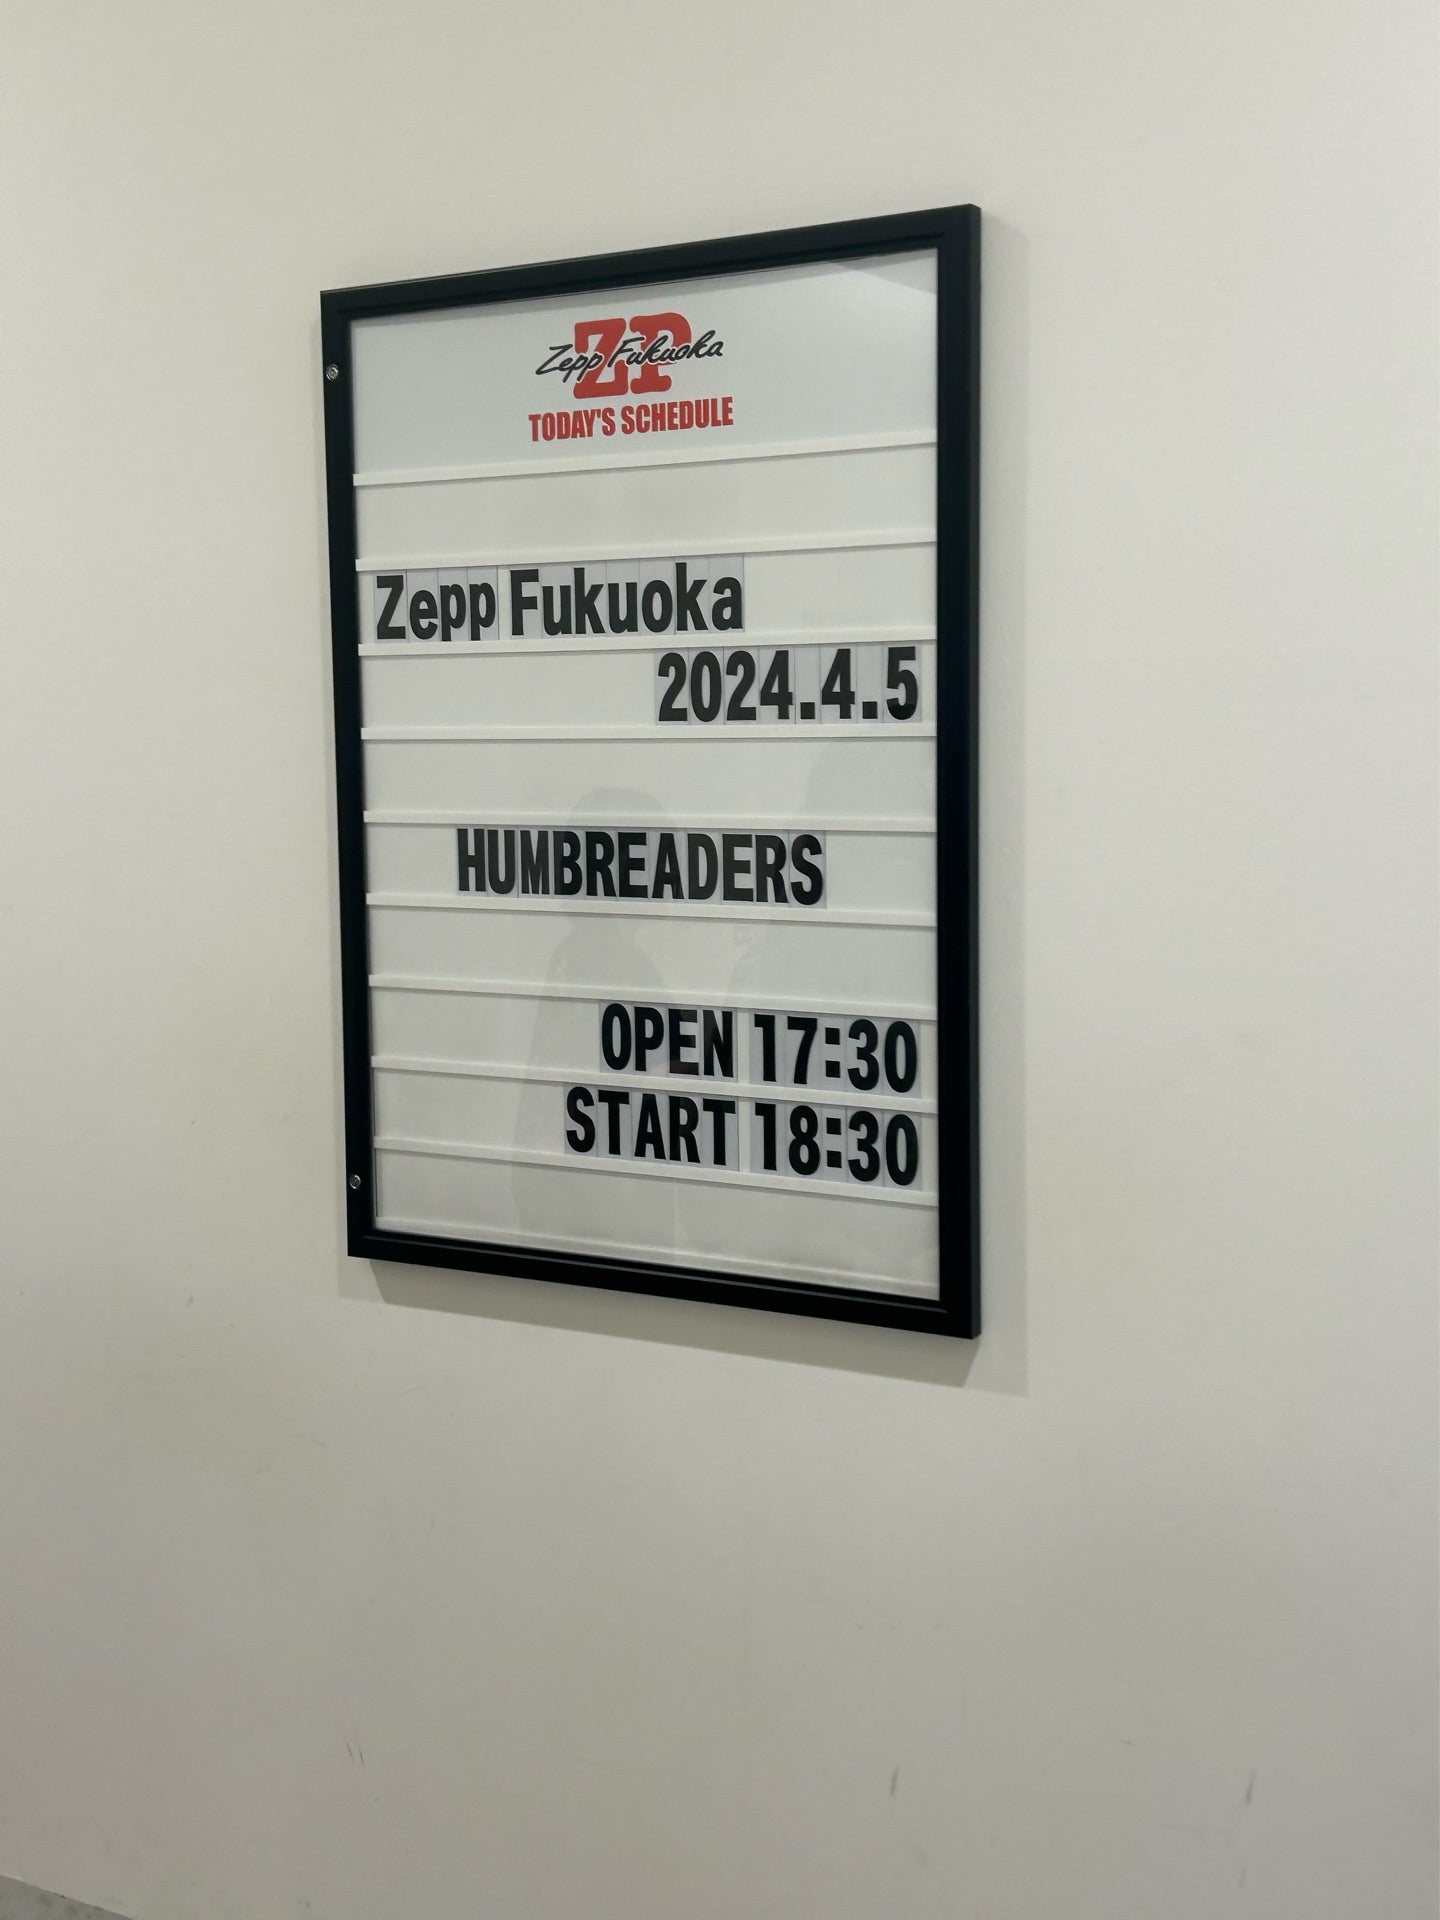 ZP
Zepp Fukuoka
TODAY'S SCHEDULE
Zepp Fukuoka
2024.4.5
HUMBREADERS
OPEN 17:30
START 18:30